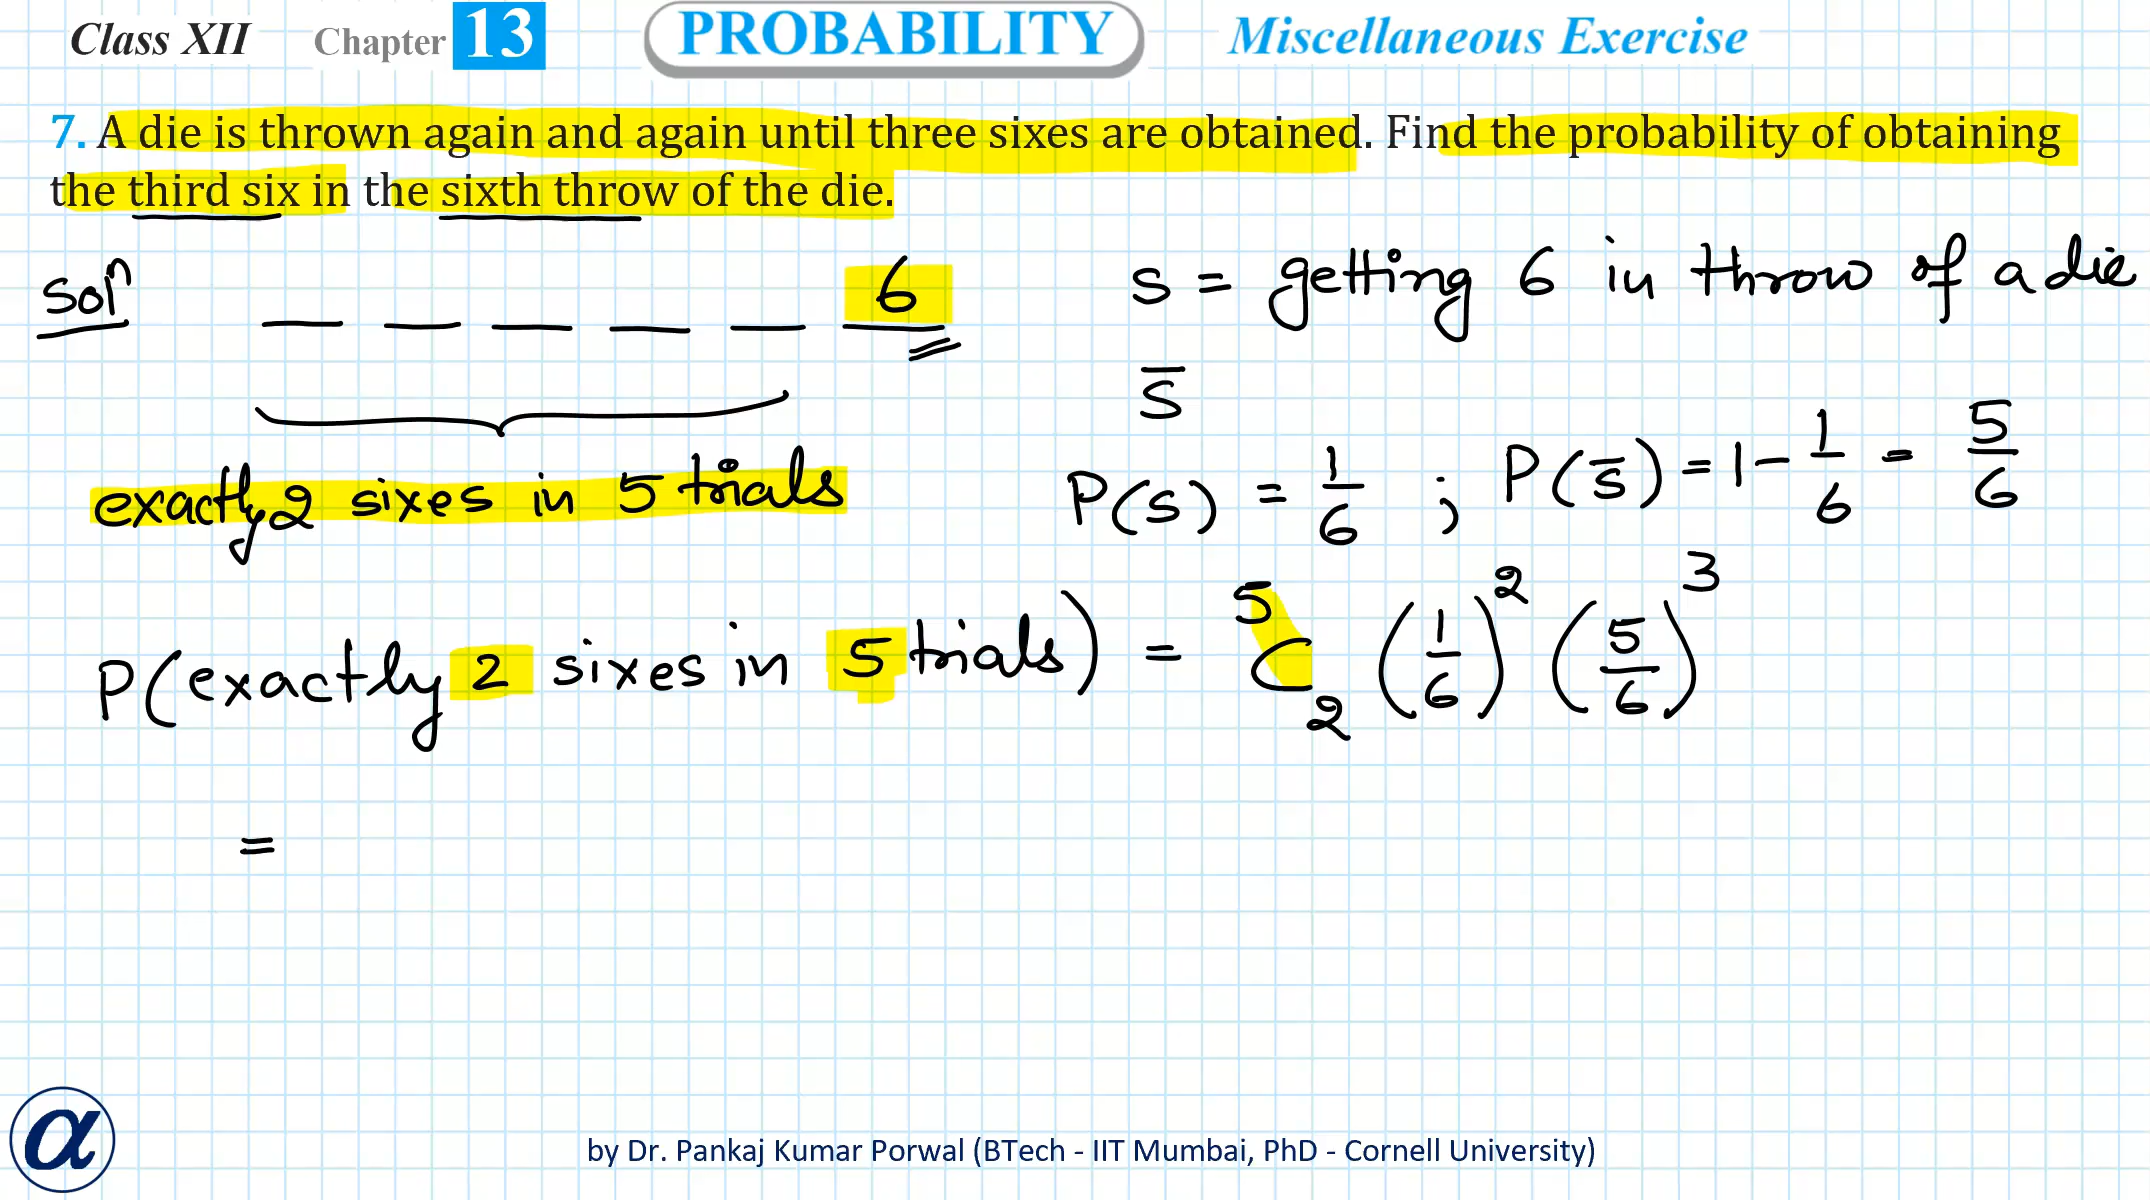 Class XII Chapter 13 PROBABILITY Miscellaneous Exercise
7. A die is thrown again and again until three sixes are obtained. Find the probability of obtaining
the third six in the sixth throw of the die.
Solⁿ _ _ _ _ _ 6 S = getting 6 in throw of a die
S̅
exactly 2 sixes in 5 trials P(S) = 1/6 ; P(S̅) = 1 - 1/6 = 5/6
P(exactly 2 sixes in 5 trials) = ⁵C₂ (1/6)² (5/6)³
=
α by Dr. Pankaj Kumar Porwal (BTech - IIT Mumbai, PhD - Cornell University)